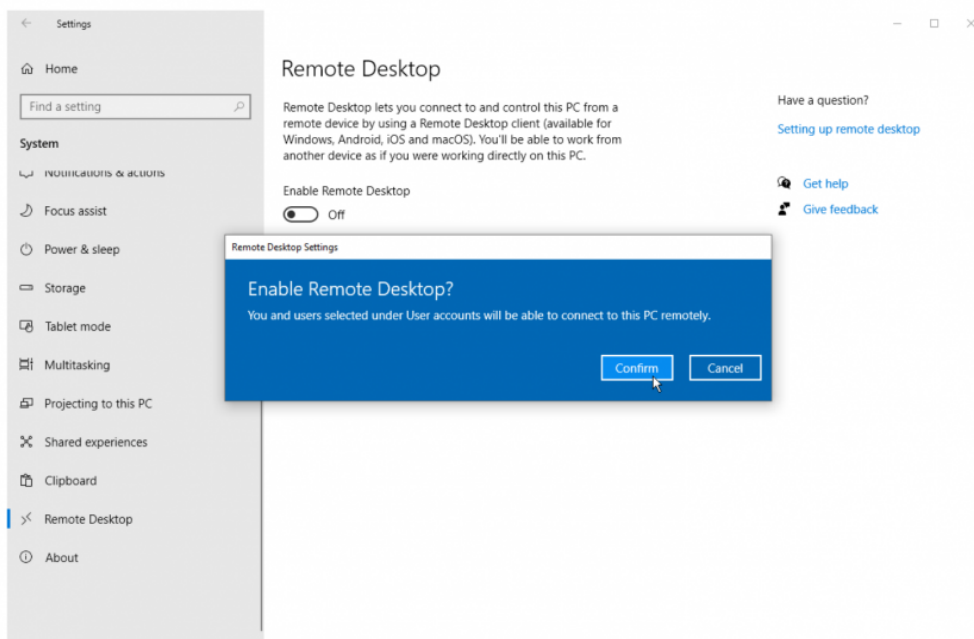 Settings
Home
Find a setting
System
Notifications & actions
Focus assist
Power & sleep
Storage
Tablet mode
Multitasking
Projecting to this PC
Shared experiences
Clipboard
Remote Desktop
About
Remote Desktop
Remote Desktop lets you connect to and control this PC from a
remote device by using a Remote Desktop client (available for
Windows, Android, iOS and macOS). You'll be able to work from
another device as if you were working directly on this PC.
Enable Remote Desktop
Off
Remote Desktop Settings
Enable Remote Desktop?
You and users selected under User accounts will be able to connect to this PC remotely.
Confirm
Cancel
Have a question?
Setting up remote desktop
Get help
Give feedback